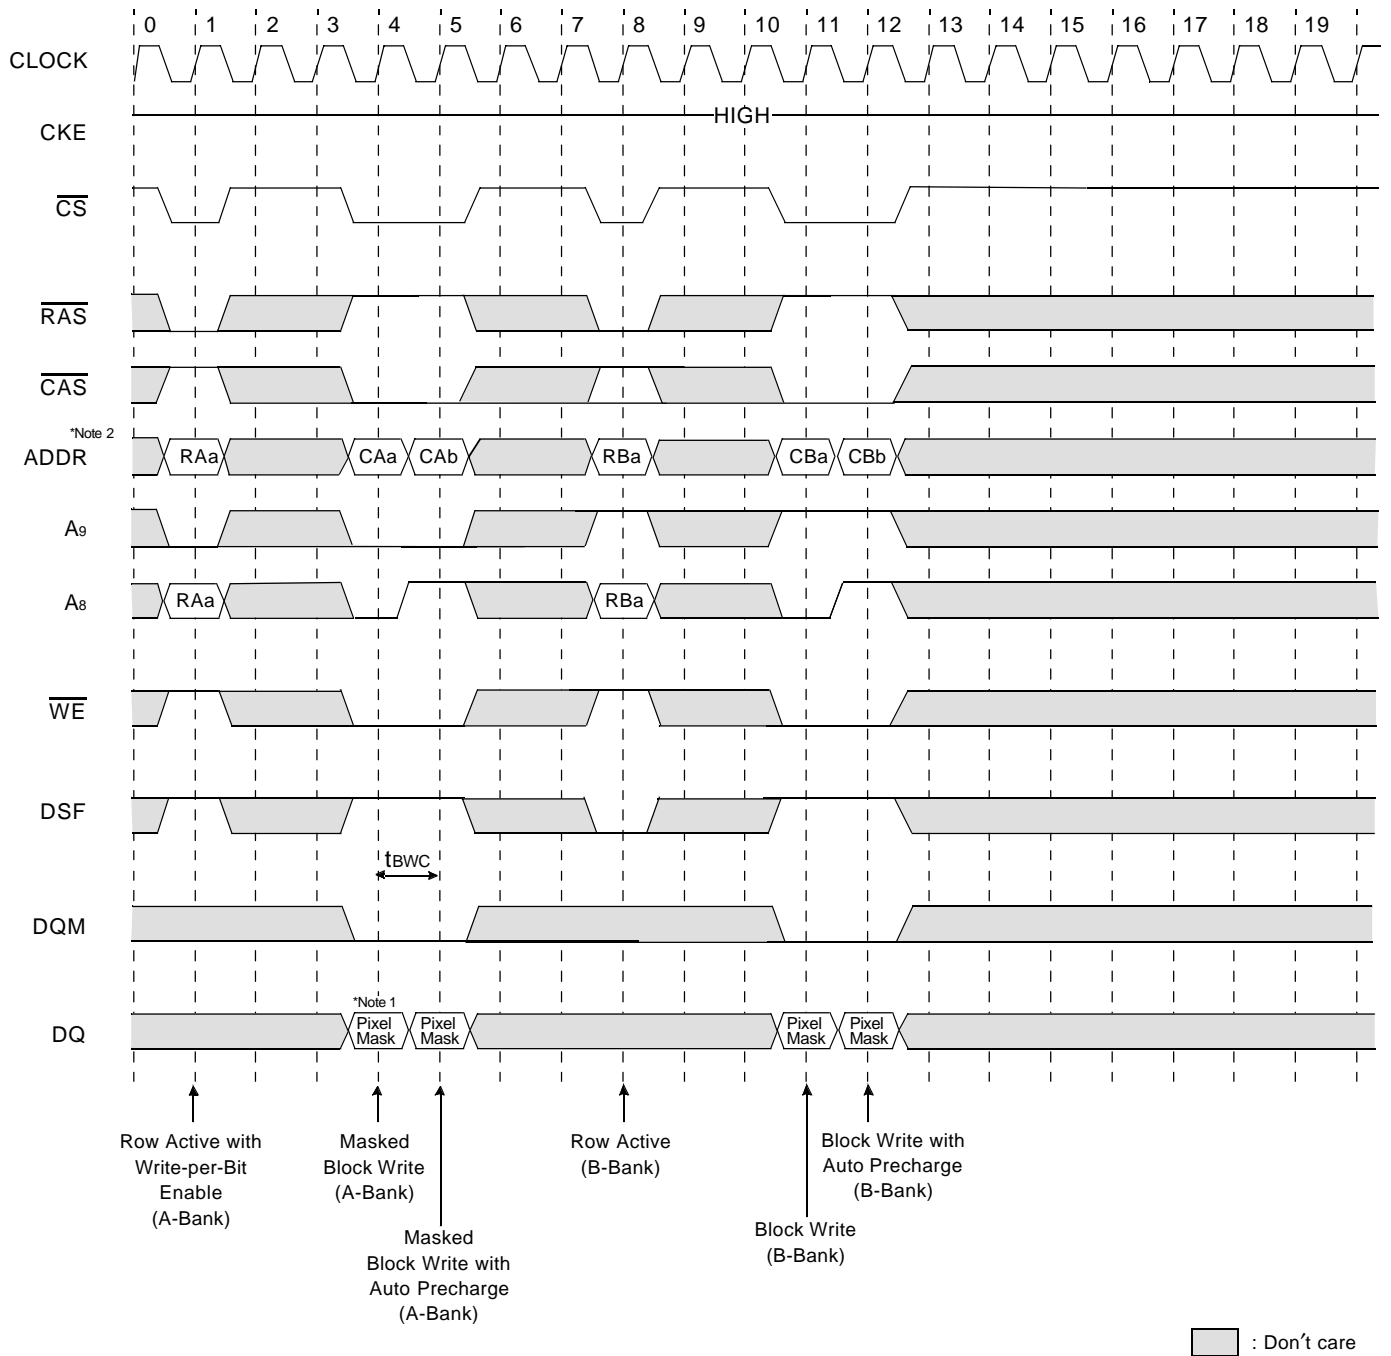 0 1 2 3 4 5 6 7 8 9 10 11 12 13 14 15 16 17 18 19
CLOCK
HIGH
CKE
CS
RAS
CAS
*Note 2
ADDR RAa CAa CAb RBa CBa CBb
A9
A8 RAa RBa
WE
DSF
tBWC
DQM
*Note 1
DQ Pixel Mask Pixel Mask Pixel Mask Pixel Mask
Row Active with
Write-per-Bit
Enable
(A-Bank)
Masked
Block Write
(A-Bank)
Masked
Block Write with
Auto Precharge
(A-Bank)
Row Active
(B-Bank)
Block Write
(B-Bank)
Block Write with
Auto Precharge
(B-Bank)
: Don′t care